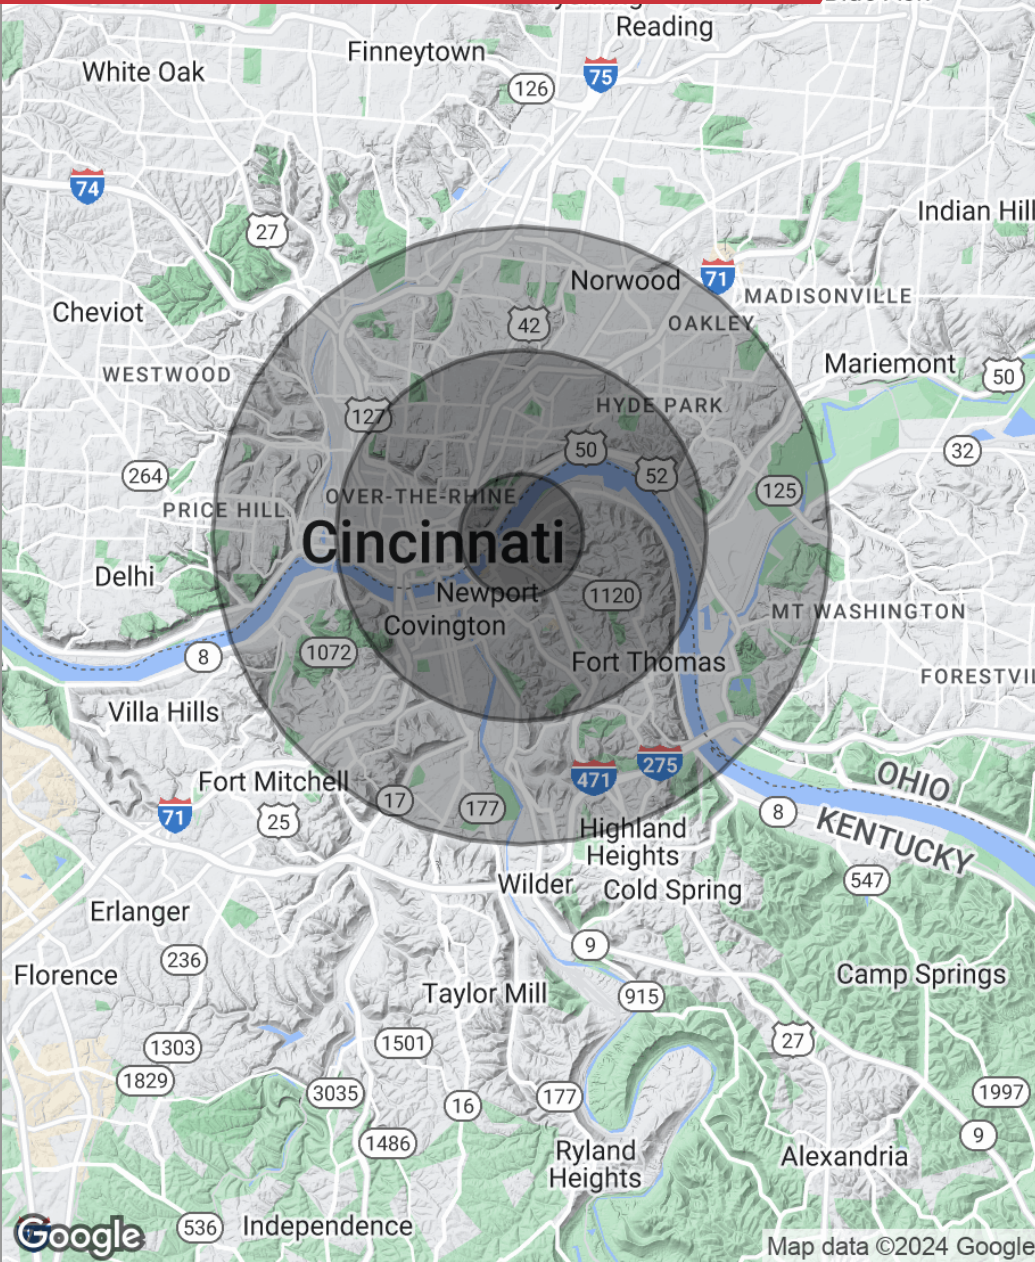 Reading
Finneytown
White Oak
75
126
74
Indian Hill
27
Norwood
71
MADISONVILLE
Cheviot
42
OAKLEY
Mariemont
WESTWOOD
50
HYDE PARK
127
50
32
264
52
125
OVER-THE-RHINE
PRICE HILL
Cincinnati
Delhi
Newport
1120
MT WASHINGTON
Covington
1072
8
Fort Thomas
FORESTVIL
Villa Hills
275
471
Fort Mitchell
OHIO
17
177
8
71
25
KENTUCKY
Highland
Heights
547
Wilder
Cold Spring
Erlanger
9
236
Florence
Camp Springs
Taylor Mill
915
27
1501
1303
1829
3035
177
1997
16
9
1486
Ryland
Heights
Alexandria
536
Independence
Google
Map data ©2024 Google